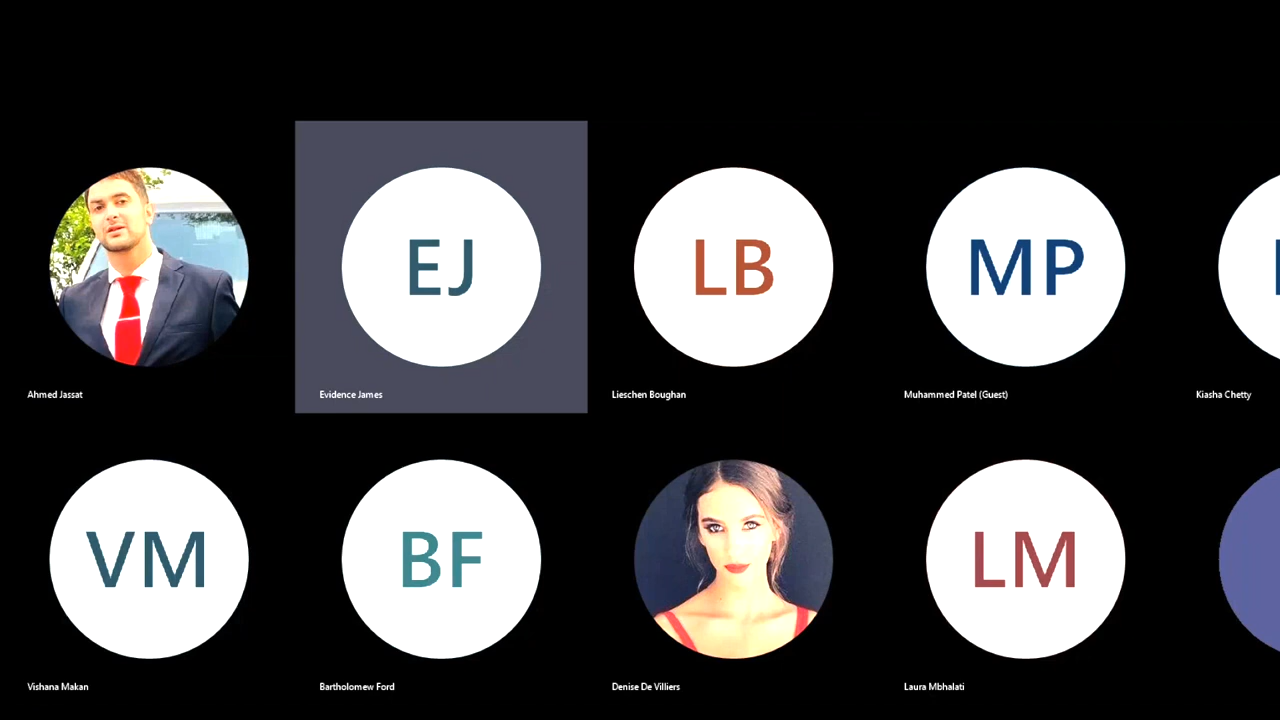 EJ
LB
MP
Ahmed Jassat
Evidence James
Lieschen Boughan
Muhammed Patel (Guest)
Kiasha Chetty
VM
BF
LM
Vishana Makan
Bartholomew Ford
Denise De Villiers
Laura Mbhalati